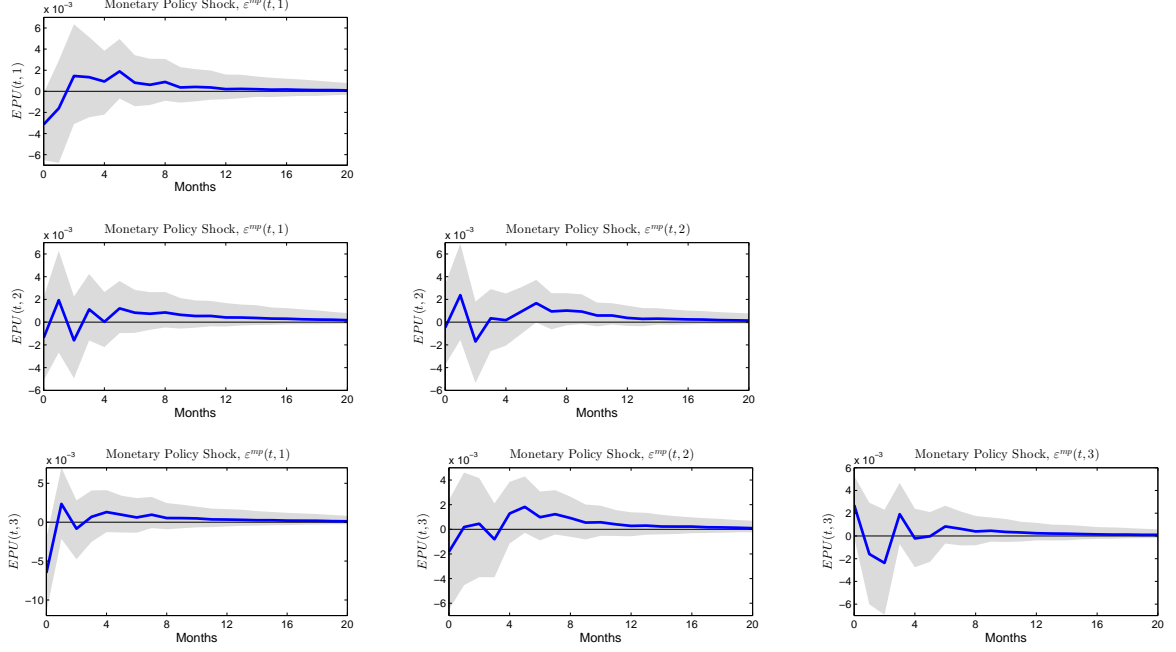 x 10⁻³
Monetary Policy Shock, εᵐᵖ(t, 1)
EPU(t, 1)
6
4
2
0
−2
−4
−6
0 4 8 12 16 20
Months
x 10⁻³
Monetary Policy Shock, εᵐᵖ(t, 1)
EPU(t, 2)
6
4
2
0
−2
−4
−6
0 4 8 12 16 20
Months
x 10⁻³
Monetary Policy Shock, εᵐᵖ(t, 2)
EPU(t, 2)
6
4
2
0
−2
−4
−6
0 4 8 12 16 20
Months
x 10⁻³
Monetary Policy Shock, εᵐᵖ(t, 1)
EPU(t, 3)
5
0
−5
−10
0 4 8 12 16 20
Months
x 10⁻³
Monetary Policy Shock, εᵐᵖ(t, 2)
EPU(t, 3)
4
2
0
−2
−4
−6
0 4 8 12 16 20
Months
x 10⁻³
Monetary Policy Shock, εᵐᵖ(t, 3)
EPU(t, 3)
6
4
2
0
−2
−4
−6
0 4 8 12 16 20
Months